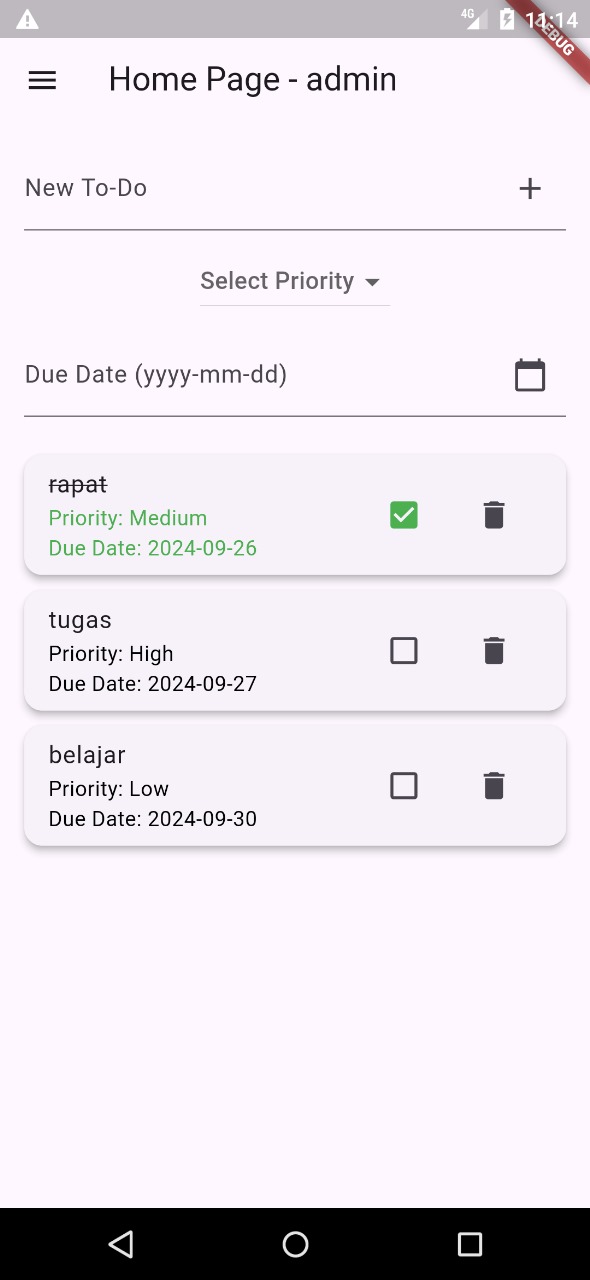 4G
11:14
DEBUG
Home Page - admin
New To-Do
Select Priority
Due Date (yyyy-mm-dd)
rapat
Priority: Medium
Due Date: 2024-09-26
tugas
Priority: High
Due Date: 2024-09-27
belajar
Priority: Low
Due Date: 2024-09-30